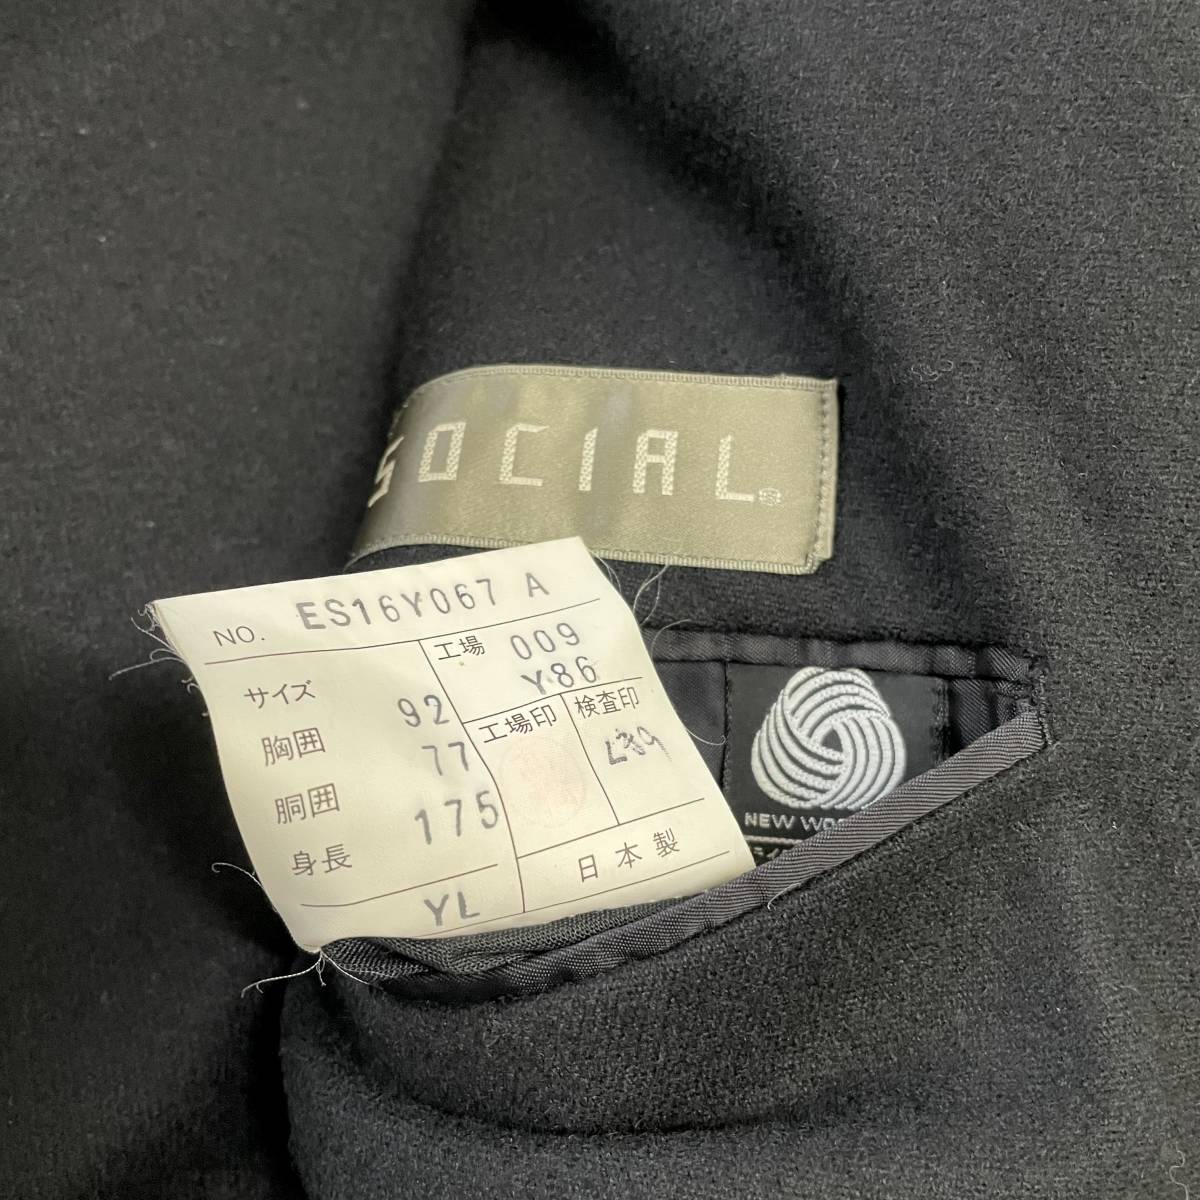 SOCIAL®
NO. ES16Y067 A
工場 009
Y86
サイズ
胸囲 92
胴囲 77
身長 175
YL
工場印
検査印
日本製
NEW WOOL